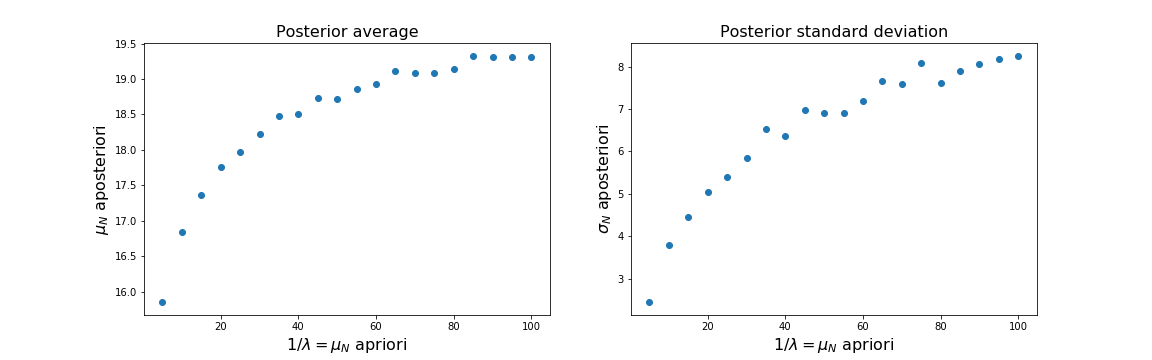 Posterior average
19.5
19.0
18.5
18.0
17.5
17.0
16.5
16.0
μN aposteriori
20 40 60 80 100
1/λ = μN apriori
Posterior standard deviation
8
7
6
5
4
3
σN aposteriori
20 40 60 80 100
1/λ = μN apriori